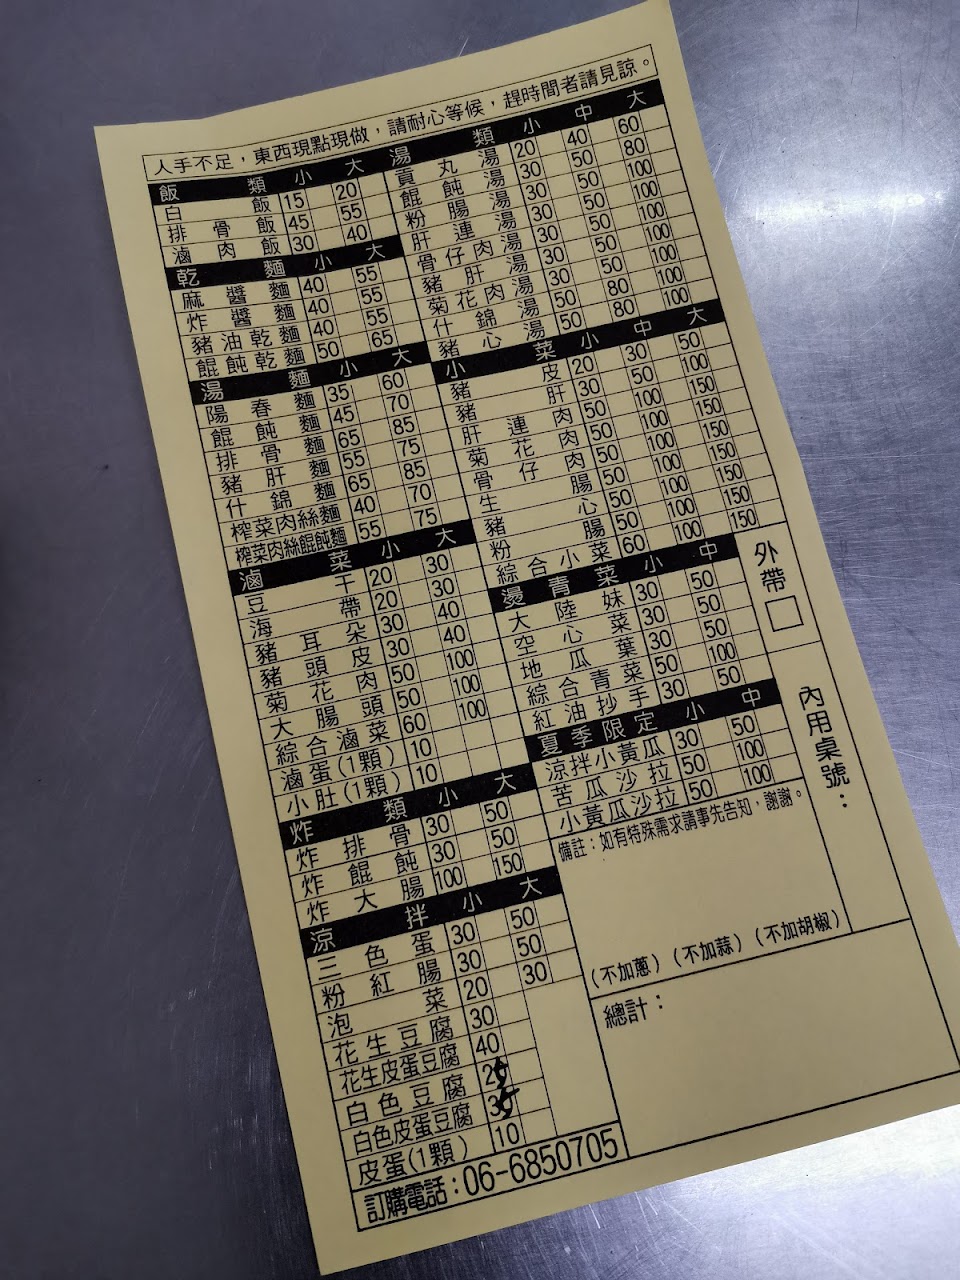 人手不足，東西現點現做，請耐心等候，趕時間者請見諒。
飯類 小 大
白飯 15 20
排骨飯 45 55
滷肉飯 30 40
乾麵 小 大
麻醬麵 40 55
炸醬麵 40 55
豬油乾麵 40 55
餛飩乾麵 50 65
湯麵 小 大
陽春麵 35 60
餛飩麵 45 70
排骨麵 65 85
豬肝麵 55 75
什錦麵 65 85
榨菜肉絲麵 40 70
榨菜肉絲餛飩麵 55 75
滷菜 小 大
豆干 20 30
海帶 20 30
豬耳朵 30 40
豬頭皮 30 40
菊花肉 50 100
大腸頭 50 100
綜合滷菜 60 100
滷蛋(1顆) 10
小肚(1顆) 10
炸類 小 大
炸排骨 30 50
炸餛飩 30 50
炸大腸 100 150
涼拌 小 大
三色蛋 30 50
粉紅腸 30 50
泡菜 20 30
花生豆腐 30
花生皮蛋豆腐 40
白色豆腐 25
白色皮蛋豆腐 35
皮蛋(1顆) 10
訂購電話：06-6850705
湯類 小 中 大
貢丸湯 20 40 60
餛飩湯 30 50 80
粉腸湯 30 50 100
肝連湯 30 50 100
骨仔肉湯 30 50 100
豬肝湯 30 50 100
菊花肉湯 30 50 100
什錦湯 50 80 100
豬心湯 50 80 100
小菜 小 中 大
豬皮 20 30 50
豬肝 30 50 100
肝連肉 50 100 150
菊花肉 50 100 150
骨仔肉 50 100 150
生腸 50 100 150
豬心 50 100 150
粉腸 50 100 150
綜合小菜 60 100 150
燙青菜 小 中
大陸妹 30 50
空心菜 30 50
地瓜葉 30 50
綜合青菜 50 100
紅油抄手 30 50
夏季限定 小 中
涼拌小黃瓜 30 50
苦瓜沙拉 50 100
小黃瓜沙拉 50 100
備註：如有特殊需求請事先告知，謝謝。
(不加蔥) (不加蒜) (不加胡椒)
總計：
外帶□
內用桌號：